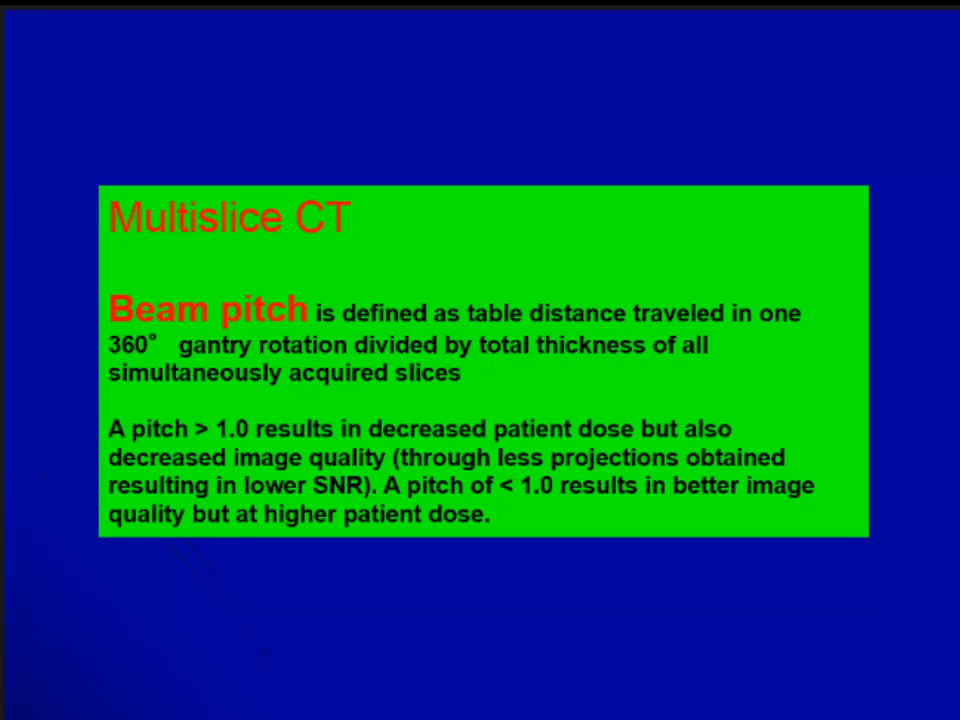 Multislice CT
Beam pitch is defined as table distance traveled in one
360° gantry rotation divided by total thickness of all
simultaneously acquired slices
A pitch > 1.0 results in decreased patient dose but also
decreased image quality (through less projections obtained
resulting in lower SNR). A pitch of < 1.0 results in better image
quality but at higher patient dose.